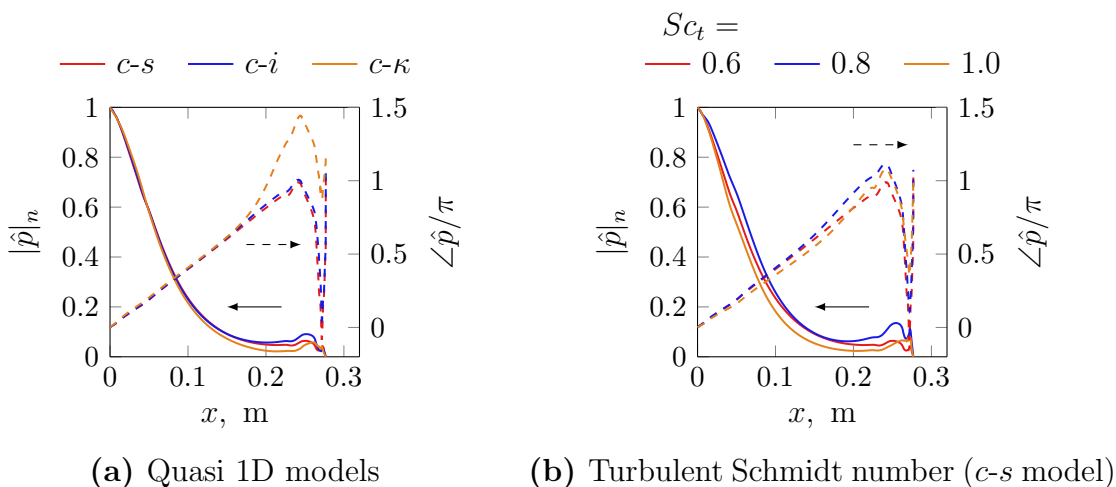 c-s c-i c-κ
1
0.8
0.6
0.4
0.2
0
|p̂|ₙ
1.5
1
0.5
0
∠p̂/π
0 0.1 0.2 0.3
x, m
(a) Quasi 1D models
Sc_t =
0.6 0.8 1.0
1
0.8
0.6
0.4
0.2
0
|p̂|ₙ
1.5
1
0.5
0
∠p̂/π
0 0.1 0.2 0.3
x, m
(b) Turbulent Schmidt number (c-s model)